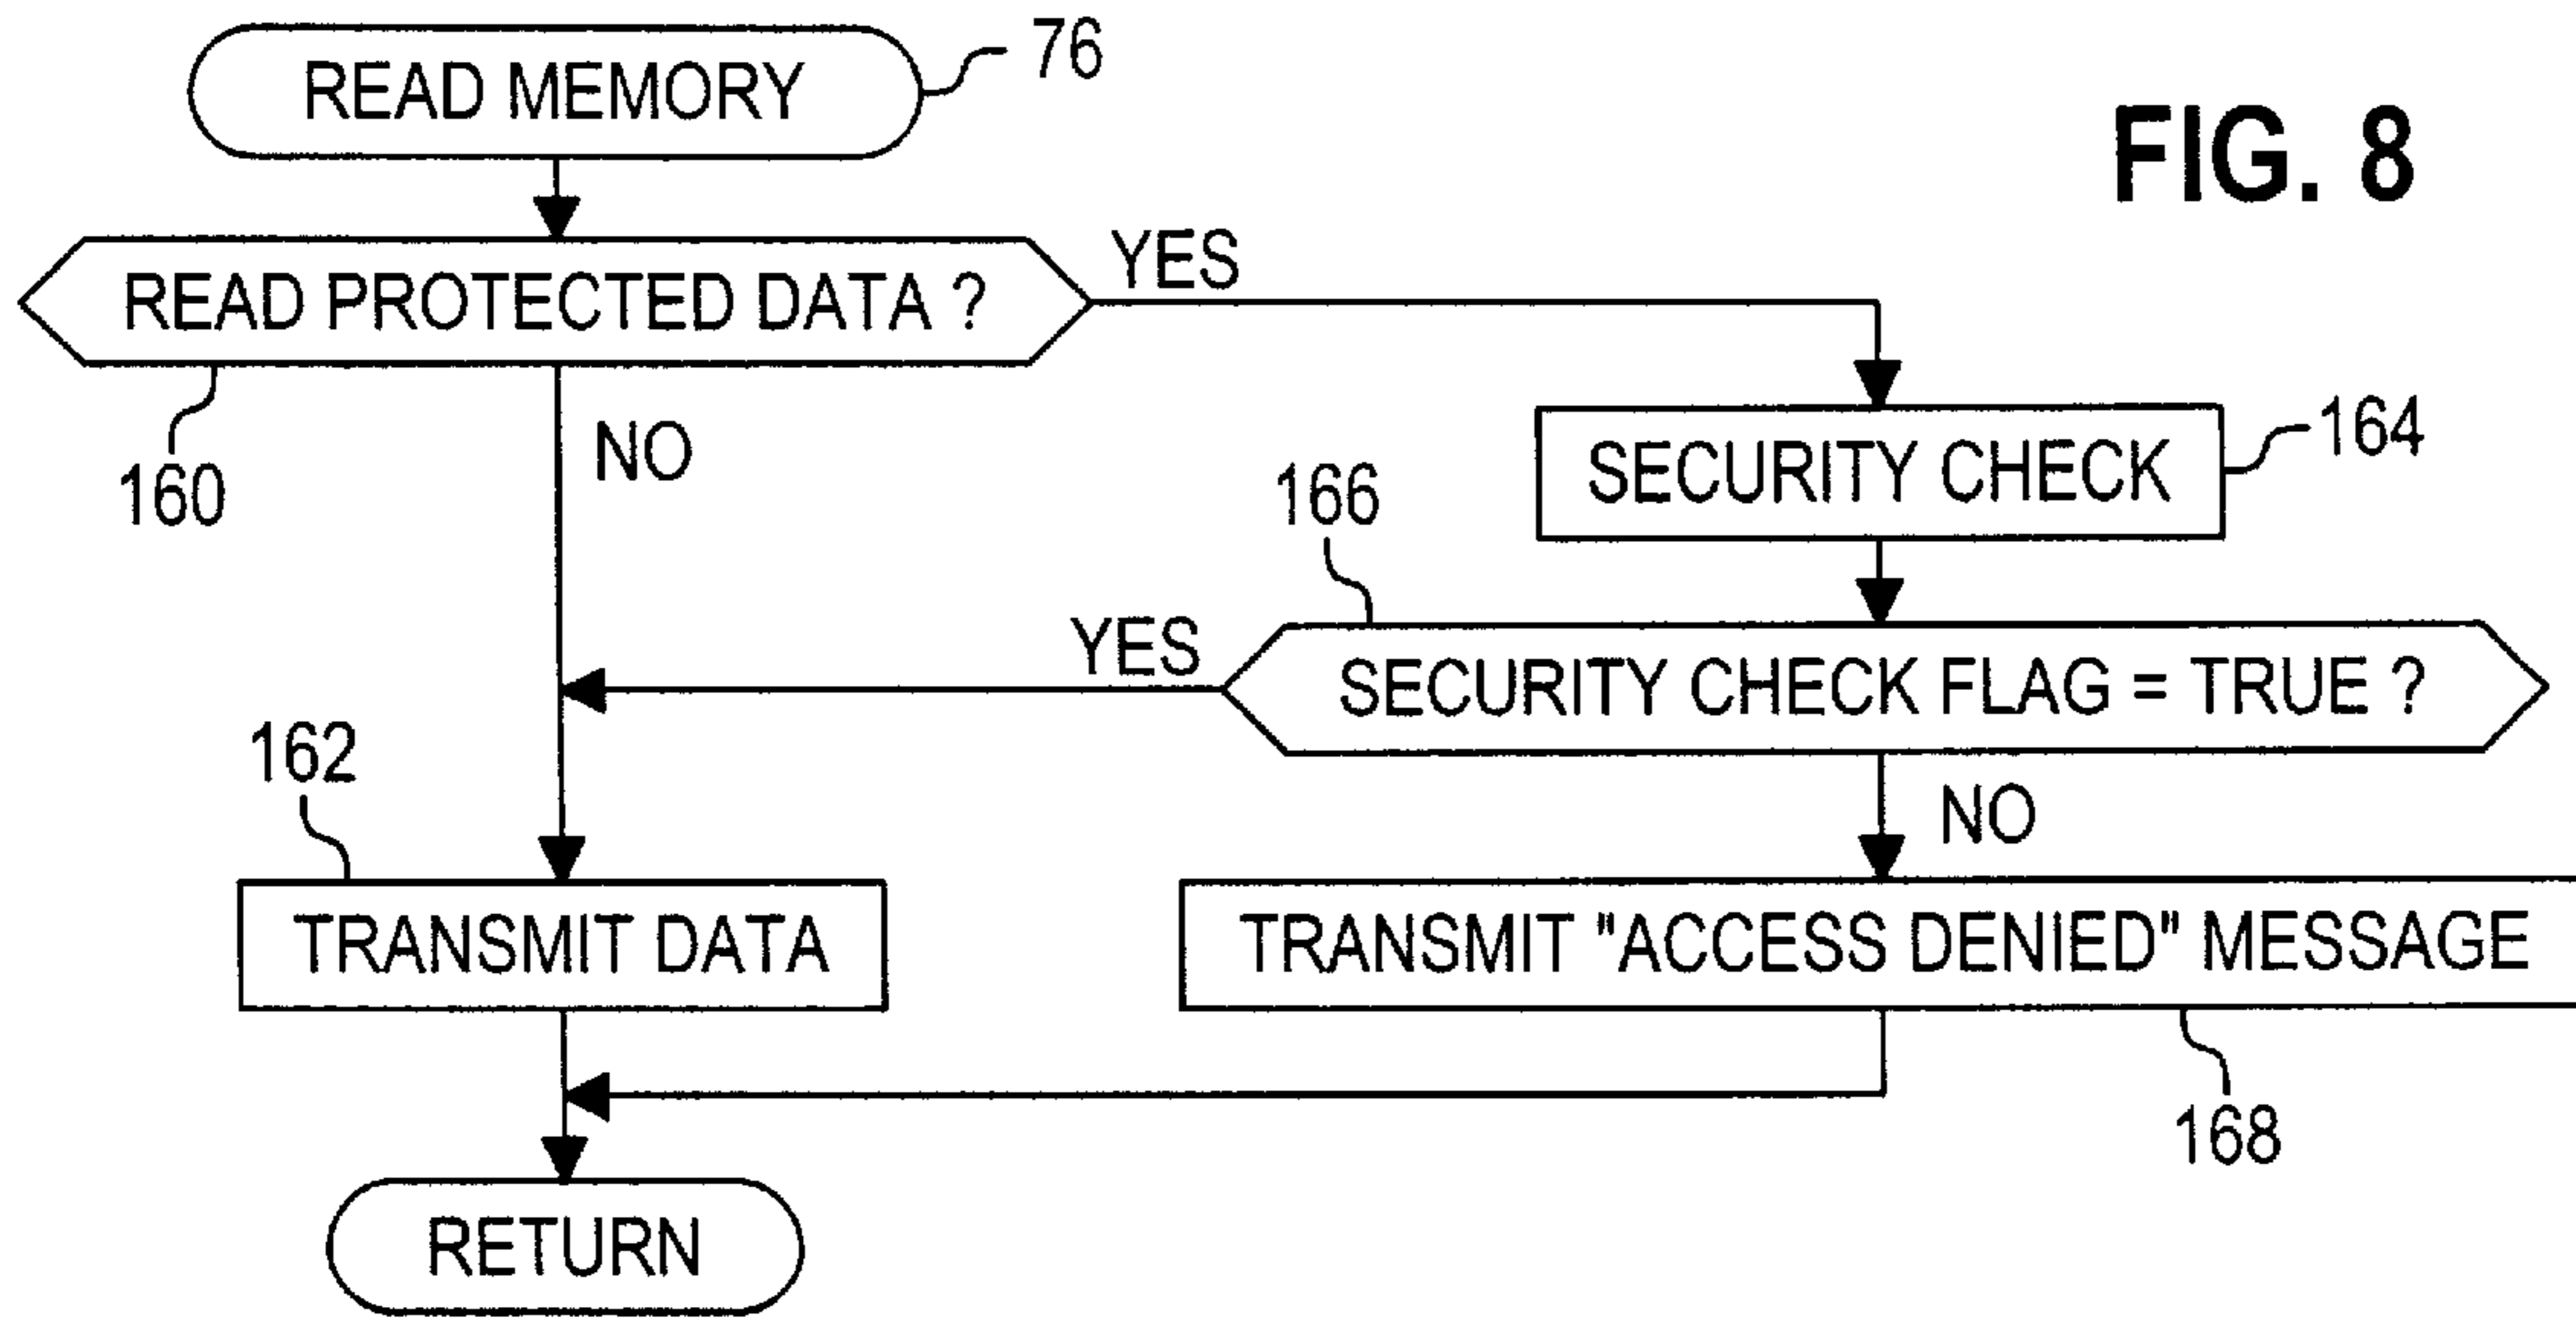 READ MEMORY
76
FIG. 8
READ PROTECTED DATA ?
YES
160
NO
SECURITY CHECK
164
166
YES
SECURITY CHECK FLAG = TRUE ?
162
NO
TRANSMIT DATA
TRANSMIT "ACCESS DENIED" MESSAGE
168
RETURN